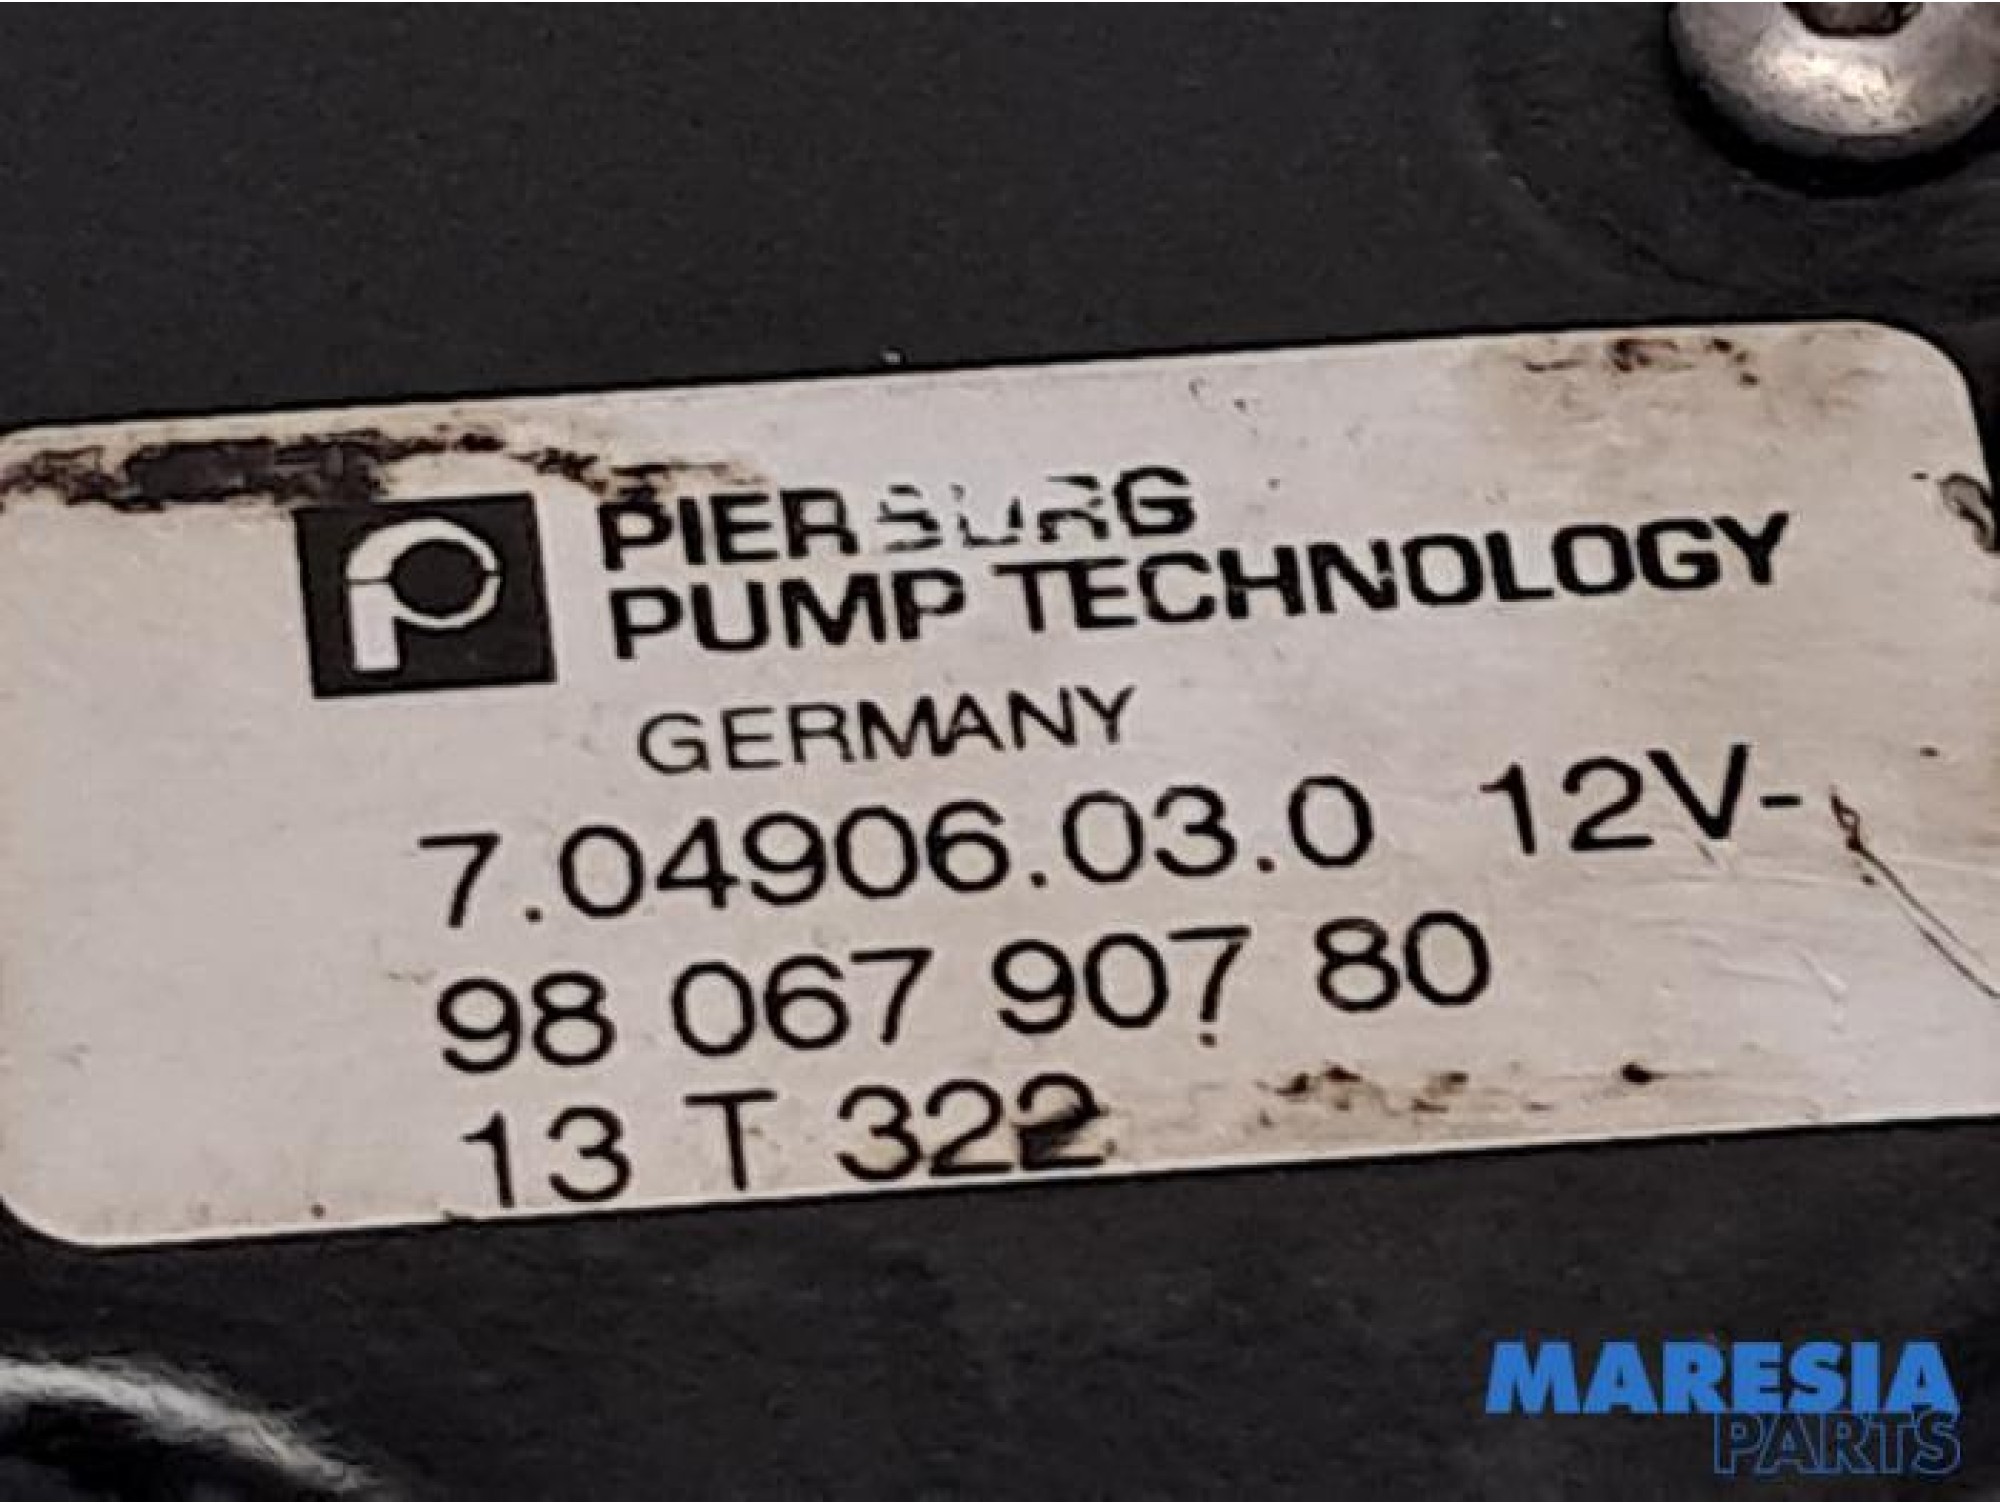 PIERBURG
PUMP TECHNOLOGY
GERMANY
7.04906.03.0 12V-
98 067 907 80
13 T 322
MARESIA
PARTS